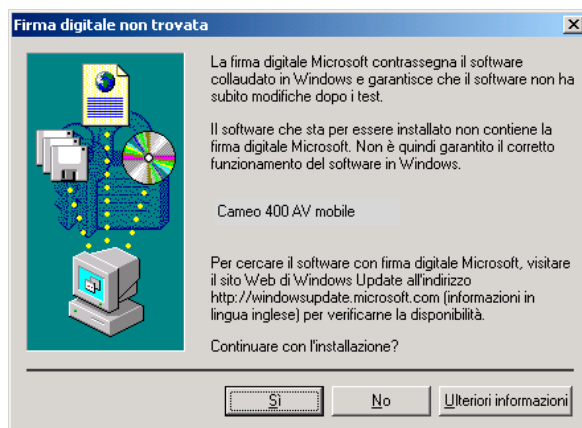 Firma digitale non trovata
La firma digitale Microsoft contrassegna il software
collaudato in Windows e garantisce che il software non ha
subito modifiche dopo i test.
Il software che sta per essere installato non contiene la
firma digitale Microsoft. Non è quindi garantito il corretto
funzionamento del software in Windows.
Cameo 400 AV mobile
Per cercare il software con firma digitale Microsoft, visitare
il sito Web di Windows Update all'indirizzo
http://windowsupdate.microsoft.com (informazioni in
lingua inglese) per verificarne la disponibilità.
Continuare con l'installazione?
Sì
No
Ulteriori informazioni